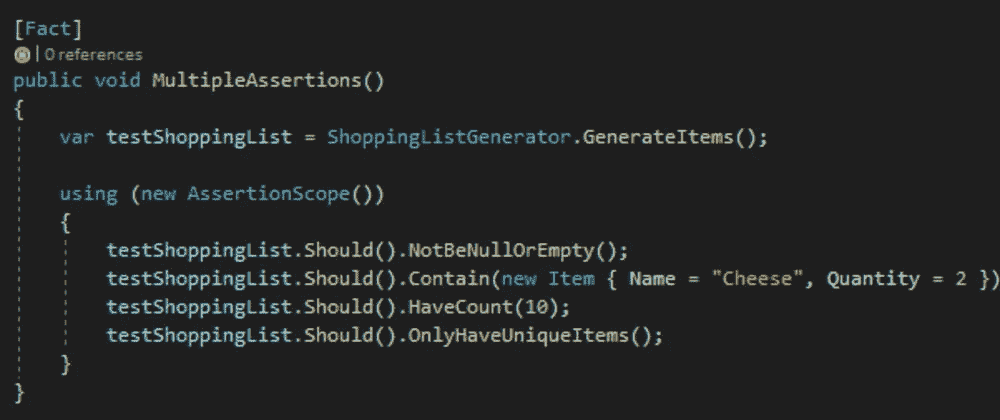 [Fact]
| 0 references
public void MultipleAssertions()
{
var testShoppingList = ShoppingListGenerator.GenerateItems();
using (new AssertionScope())
{
testShoppingList.Should().NotBeNullOrEmpty();
testShoppingList.Should().Contain(new Item { Name = "Cheese", Quantity = 2 })
testShoppingList.Should().HaveCount(10);
testShoppingList.Should().OnlyHaveUniqueItems();
}
}